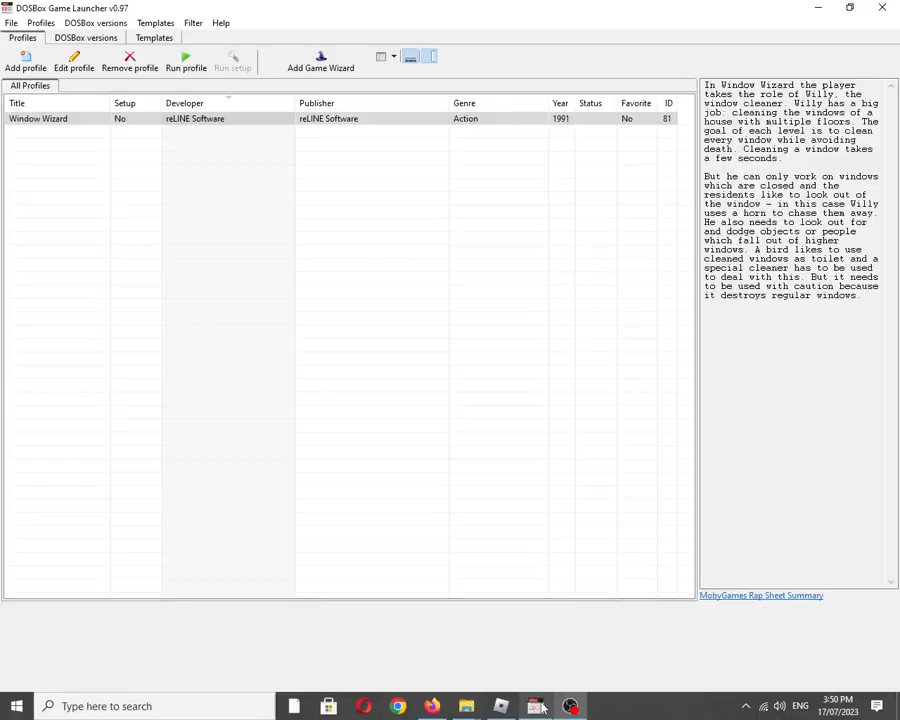 DOSBox Game Launcher v0.97
File Profiles DOSBox versions Templates Filter Help
Profiles DOSBox versions Templates
Add profile Edit profile Remove profile Run profile Run setup Add Game Wizard
All Profiles
Title Setup Developer Publisher Genre Year Status Favorite ID
Window Wizard No reLINE Software reLINE Software Action 1991 No 81
In Window Wizard the player
takes the role of Willy, the
window cleaner. Willy has a big
job: cleaning the windows of a
house with multiple floors. The
goal of each level is to clean
every window while avoiding
death. Cleaning a window takes
a few seconds.
But he can only work on windows
which are closed and the
residents like to look out of
the window - in this case Willy
uses a horn to chase them away.
He also needs to look out for
and dodge objects or people
which fall out of higher
windows. A bird likes to use
cleaned windows as toilet and a
special cleaner has to be used
to deal with this. But it needs
to be used with caution because
it destroys regular windows.
MobyGames Rap Sheet Summary
Type here to search
ENG
3:50 PM
17/07/2023